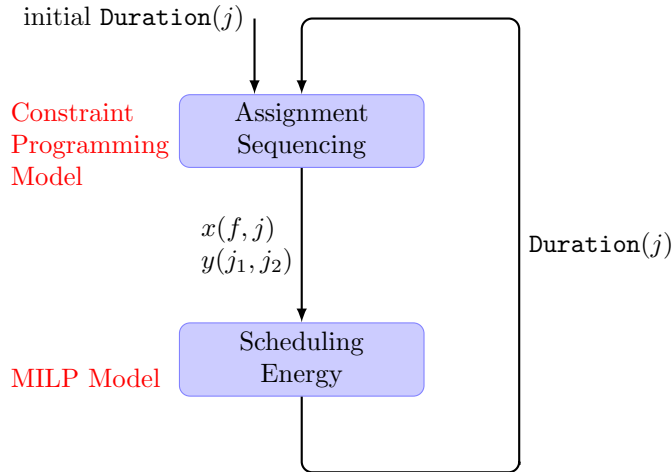 initial Duration(j)
Constraint
Programming
Model
Assignment
Sequencing
x(f, j)
y(j₁, j₂)
Duration(j)
MILP Model
Scheduling
Energy